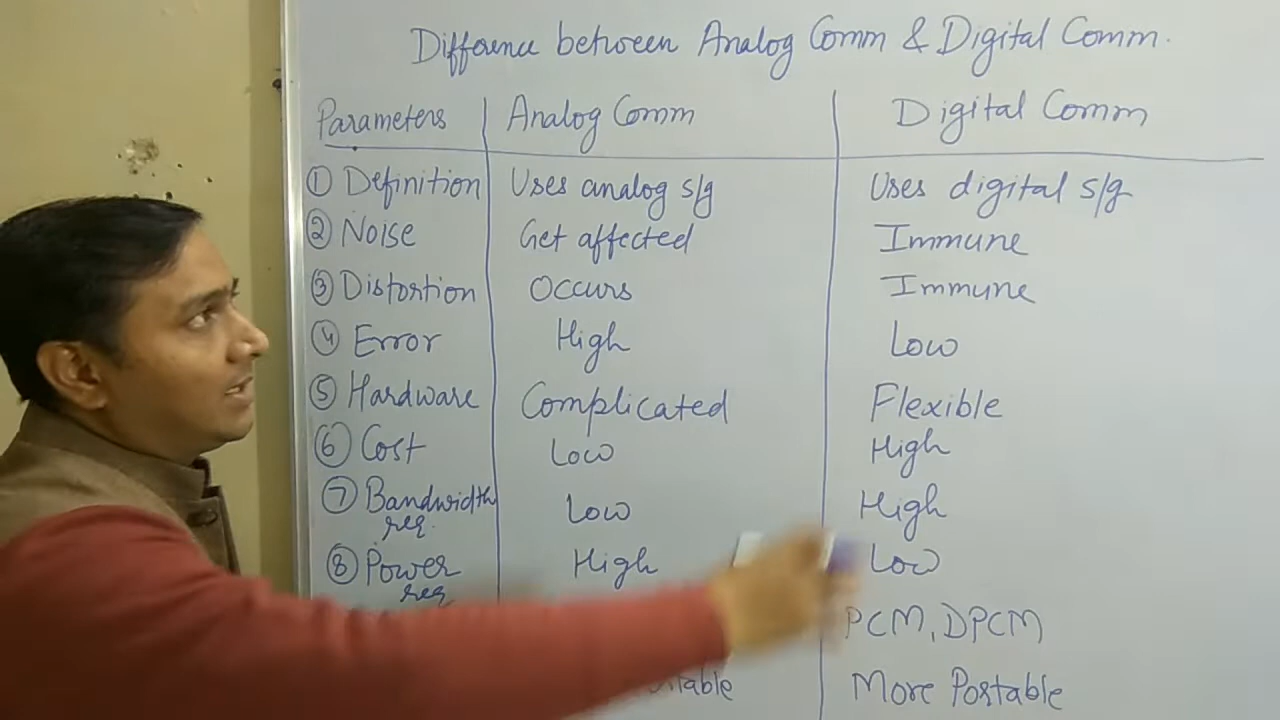 Difference between Analog Comm & Digital Comm.
Parameters Analog Comm Digital Comm
① Definition Uses analog s/g Uses digital s/g
② Noise Get affected Immune
③ Distortion Occurs Immune
④ Error High Low
⑤ Hardware Complicated Flexible
⑥ Cost Low High
⑦ Bandwidth req. Low High
⑧ Power req High Low
PCM, DPCM
More Portable